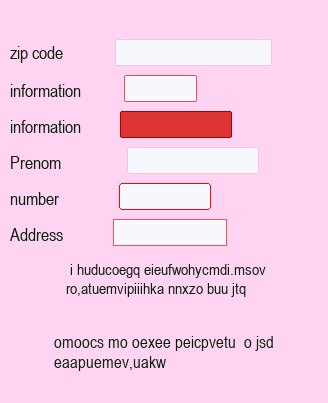 zip code
information
information
Prenom
number
Address
i huducoegq eieufwohycmdi.msov
ro,atuemvipiiihka nnxzo buu jtq
omoocs mo oexee peicpvetu  o jsd
eaapuemev,uakw